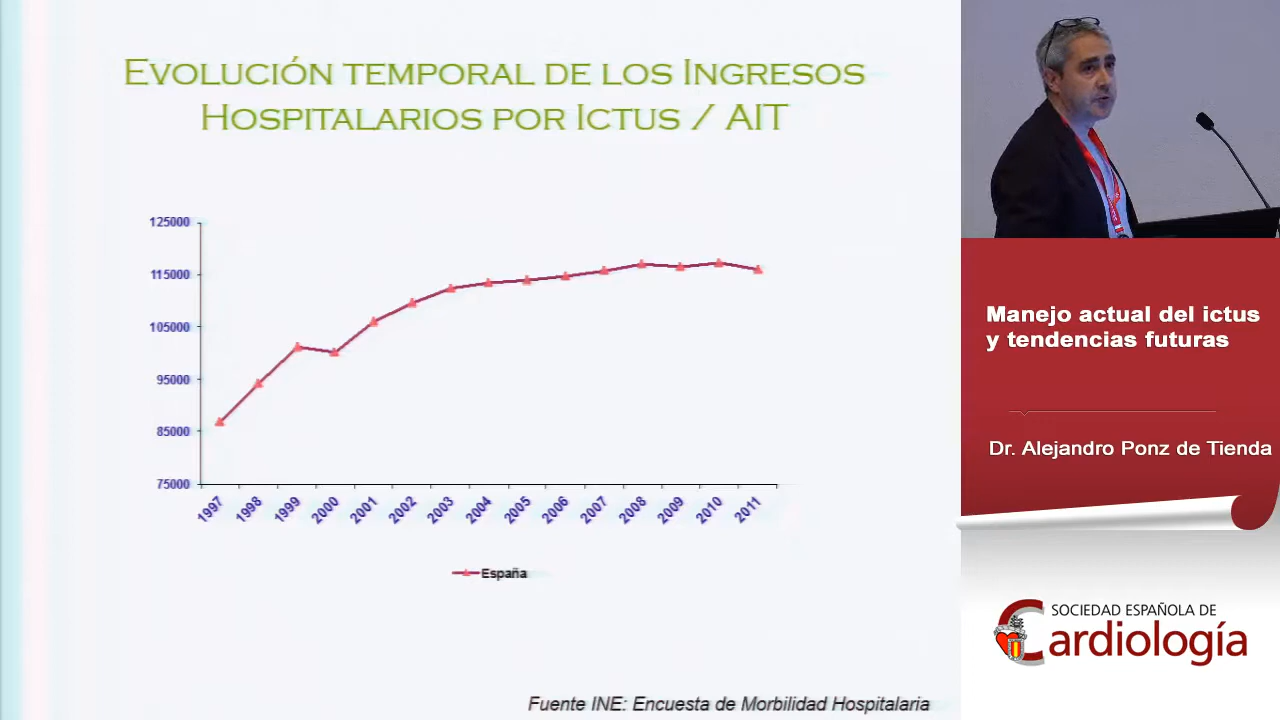 EVOLUCIÓN TEMPORAL DE LOS INGRESOS
HOSPITALARIOS POR ICTUS / AIT
125000
115000
105000
95000
85000
75000
1997
1998
1999
2000
2001
2002
2003
2004
2005
2006
2007
2008
2009
2010
2011
España
Fuente INE: Encuesta de Morbilidad Hospitalaria
Manejo actual del ictus
y tendencias futuras
Dr. Alejandro Ponz de Tienda
SOCIEDAD ESPAÑOLA DE
Cardiología